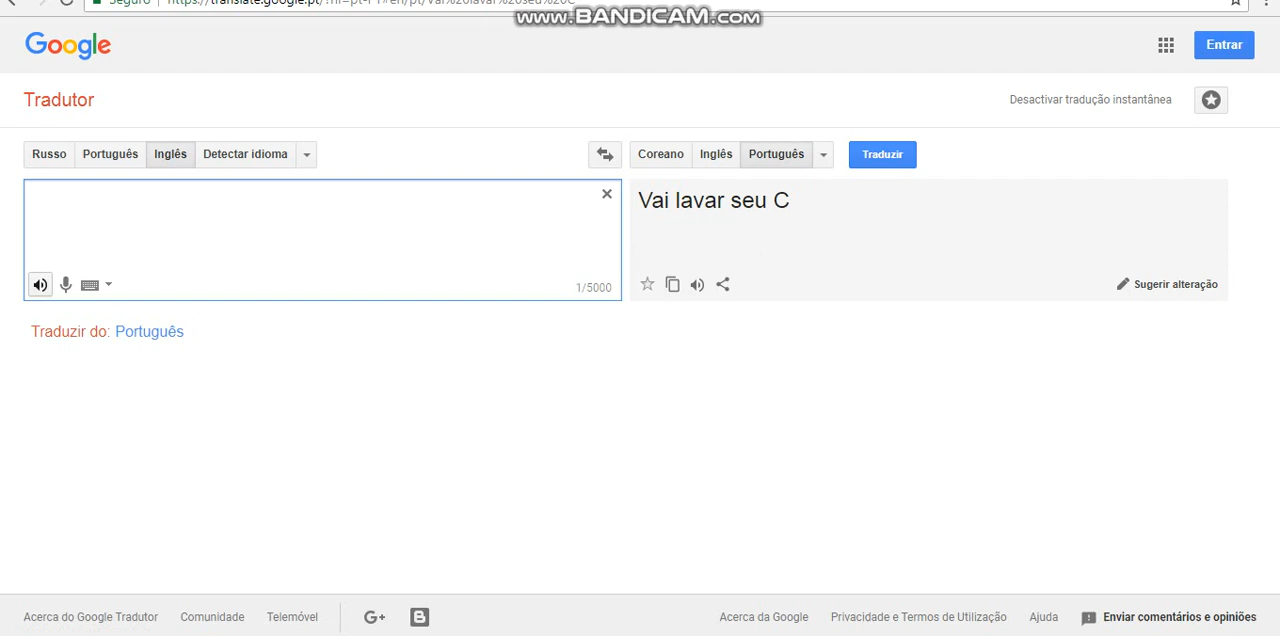 Seguro
www.BANDICAM.com
Google
Entrar
Tradutor
Desactivar tradução instantânea
Russo Português Inglês Detectar idioma
Coreano Inglês Português Traduzir
Vai lavar seu C
1/5000
Sugerir alteração
Traduzir do: Português
Acerca do Google Tradutor Comunidade Telemóvel G+ B Acerca da Google Privacidade e Termos de Utilização Ajuda Enviar comentários e opiniões